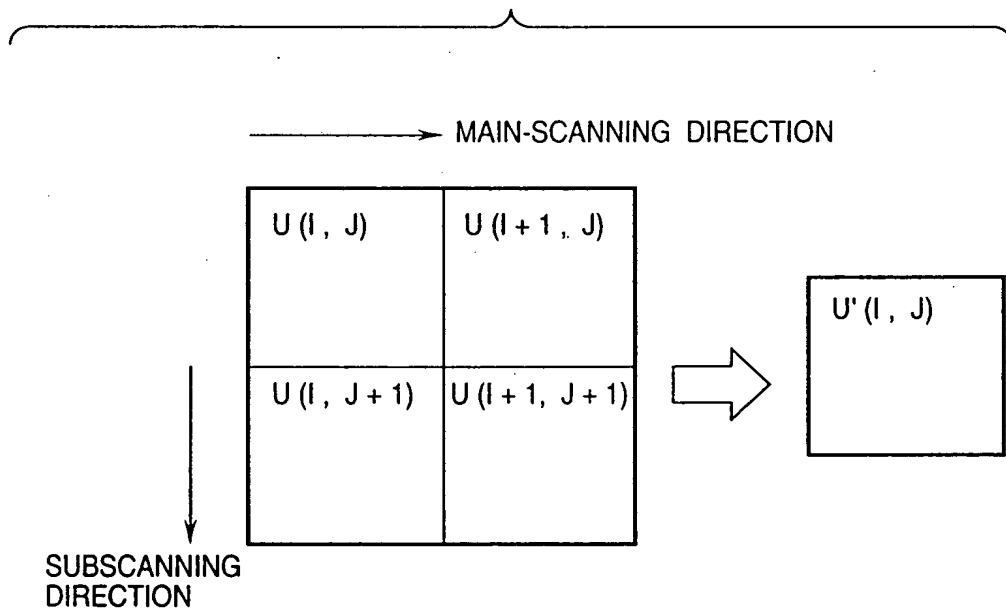 MAIN-SCANNING DIRECTION
U (I , J)
U (I + 1 , J)
U' (I , J)
U (I , J + 1)
U (I + 1, J + 1)
SUBSCANNING
DIRECTION